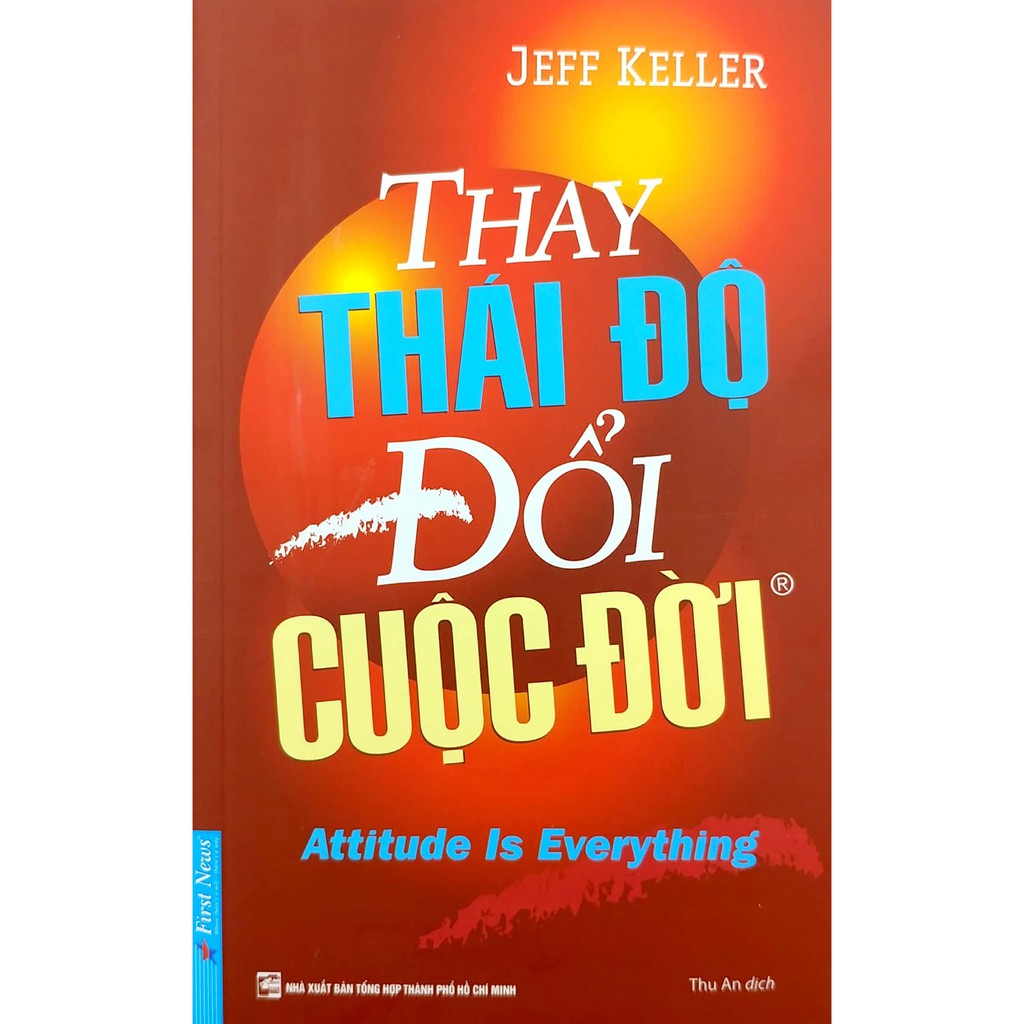 JEFF KELLER
THAY
THÁI ĐỘ
ĐỔI
CUỘC ĐỜI®
Attitude Is Everything
First News®
NHÀ XUẤT BẢN TỔNG HỢP THÀNH PHỐ HỒ CHÍ MINH
Thu An dịch